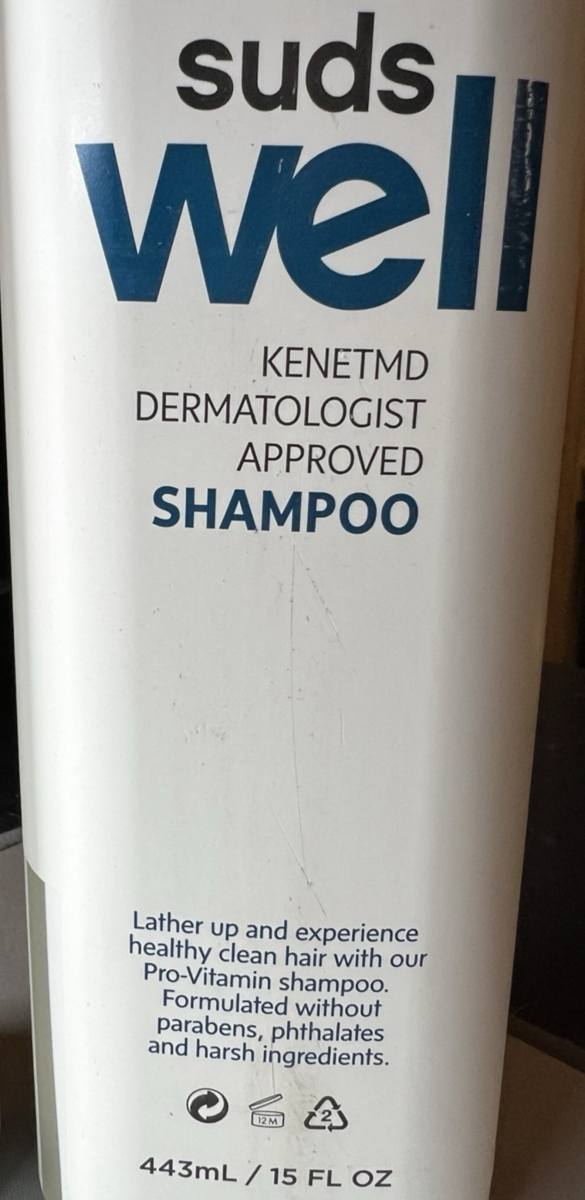 suds
well
KENETMD
DERMATOLOGIST
APPROVED
SHAMPOO
Lather up and experience
healthy clean hair with our
Pro-Vitamin shampoo.
Formulated without
parabens, phthalates
and harsh ingredients.
12M 2
443mL / 15 FL OZ